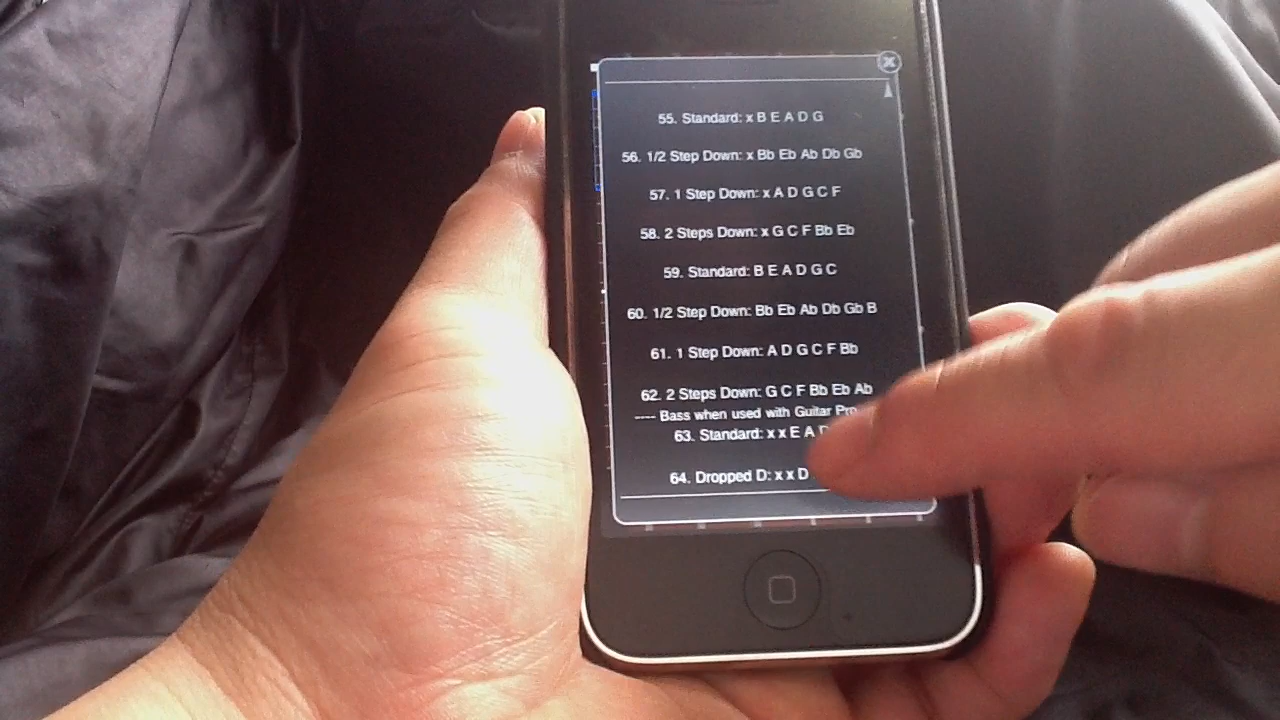 55. Standard: x B E A D G
56. 1/2 Step Down: x Bb Eb Ab Db Gb
57. 1 Step Down: x A D G C F
58. 2 Steps Down: x G C F Bb Eb
59. Standard: B E A D G C
60. 1/2 Step Down: Bb Eb Ab Db Gb B
61. 1 Step Down: A D G C F Bb
62. 2 Steps Down: G C F Bb Eb Ab
---- Bass when used with Guitar Pro
63. Standard: x x E A
64. Dropped D: x x D